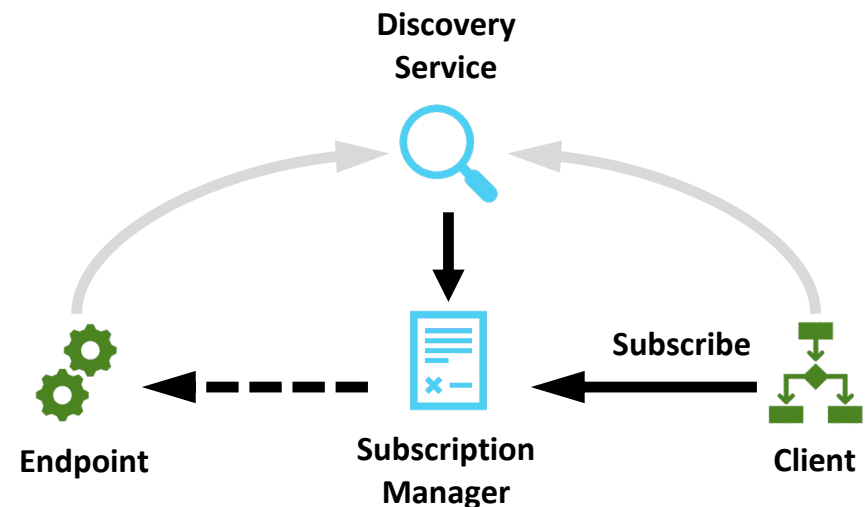 Discovery
Service
Subscribe
Endpoint
Subscription
Manager
Client